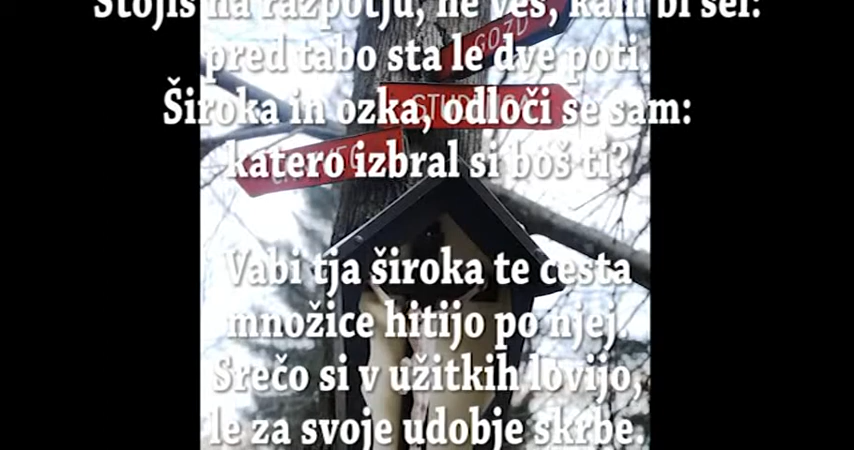 Stojiš na razpotju, ne veš, kam bi šel:
pred tabo sta le dve poti
Široka in ozka, odloči se sam:
katero izbral si boš ti?
Vabi tja široka te cesta
množice hitijo po njej.
Srečo si v užitkih lovijo,
le za svoje udobje skrbe.
GOZD